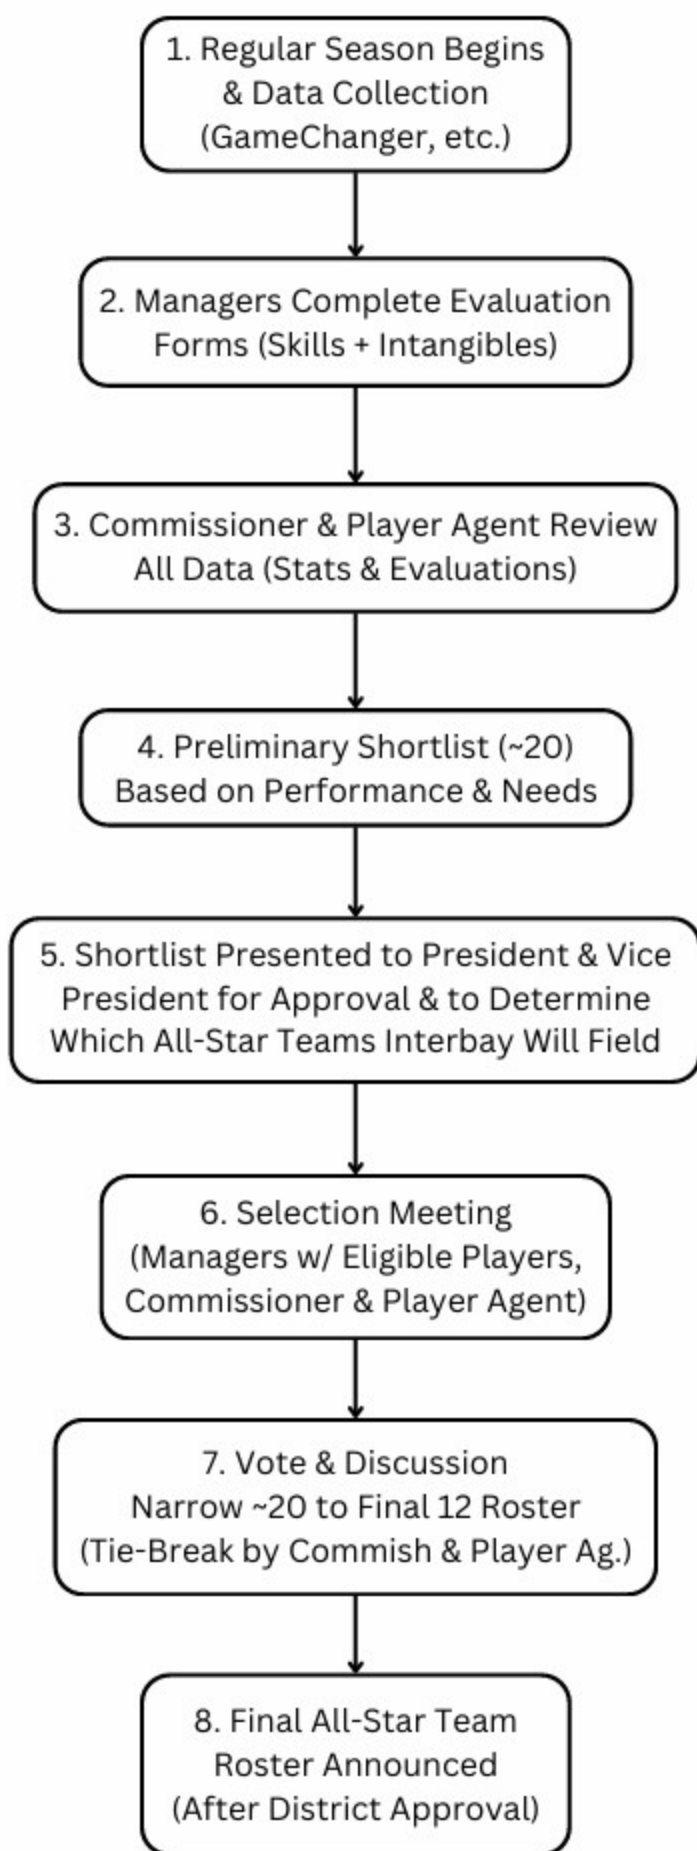 1. Regular Season Begins
& Data Collection
(GameChanger, etc.)
2. Managers Complete Evaluation
Forms (Skills + Intangibles)
3. Commissioner & Player Agent Review
All Data (Stats & Evaluations)
4. Preliminary Shortlist (~20)
Based on Performance & Needs
5. Shortlist Presented to President & Vice
President for Approval & to Determine
Which All-Star Teams Interbay Will Field
6. Selection Meeting
(Managers w/ Eligible Players,
Commissioner & Player Agent)
7. Vote & Discussion
Narrow ~20 to Final 12 Roster
(Tie-Break by Commish & Player Ag.)
8. Final All-Star Team
Roster Announced
(After District Approval)